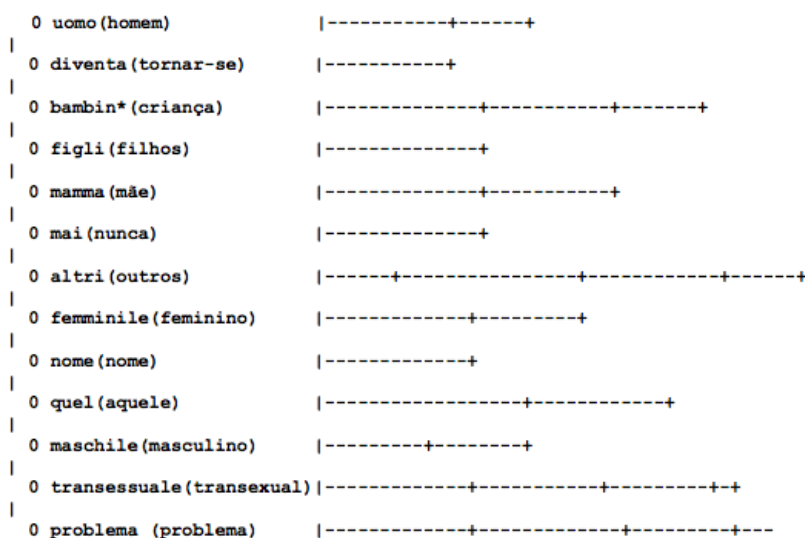 0 uomo(homem) |-----------+------+
|
0 diventa(tornar-se) |-----------+
|
0 bambin*(criança) |--------------+-----------+-------+
|
0 figli(filhos) |--------------+
|
0 mamma(mãe) |--------------+-----------+
|
0 mai(nunca) |--------------+
|
0 altri(outros) |------+----------------+------------+------+
|
0 femminile(feminino) |-------------+---------+
|
0 nome(nome) |-------------+
|
0 quel(aquele) |------------------+------------+
|
0 maschile(masculino) |---------+--------+
|
0 transessuale(transexual)|-------------+-----------+---------+-+
|
0 problema (problema) |-------------+-------------+---------+---